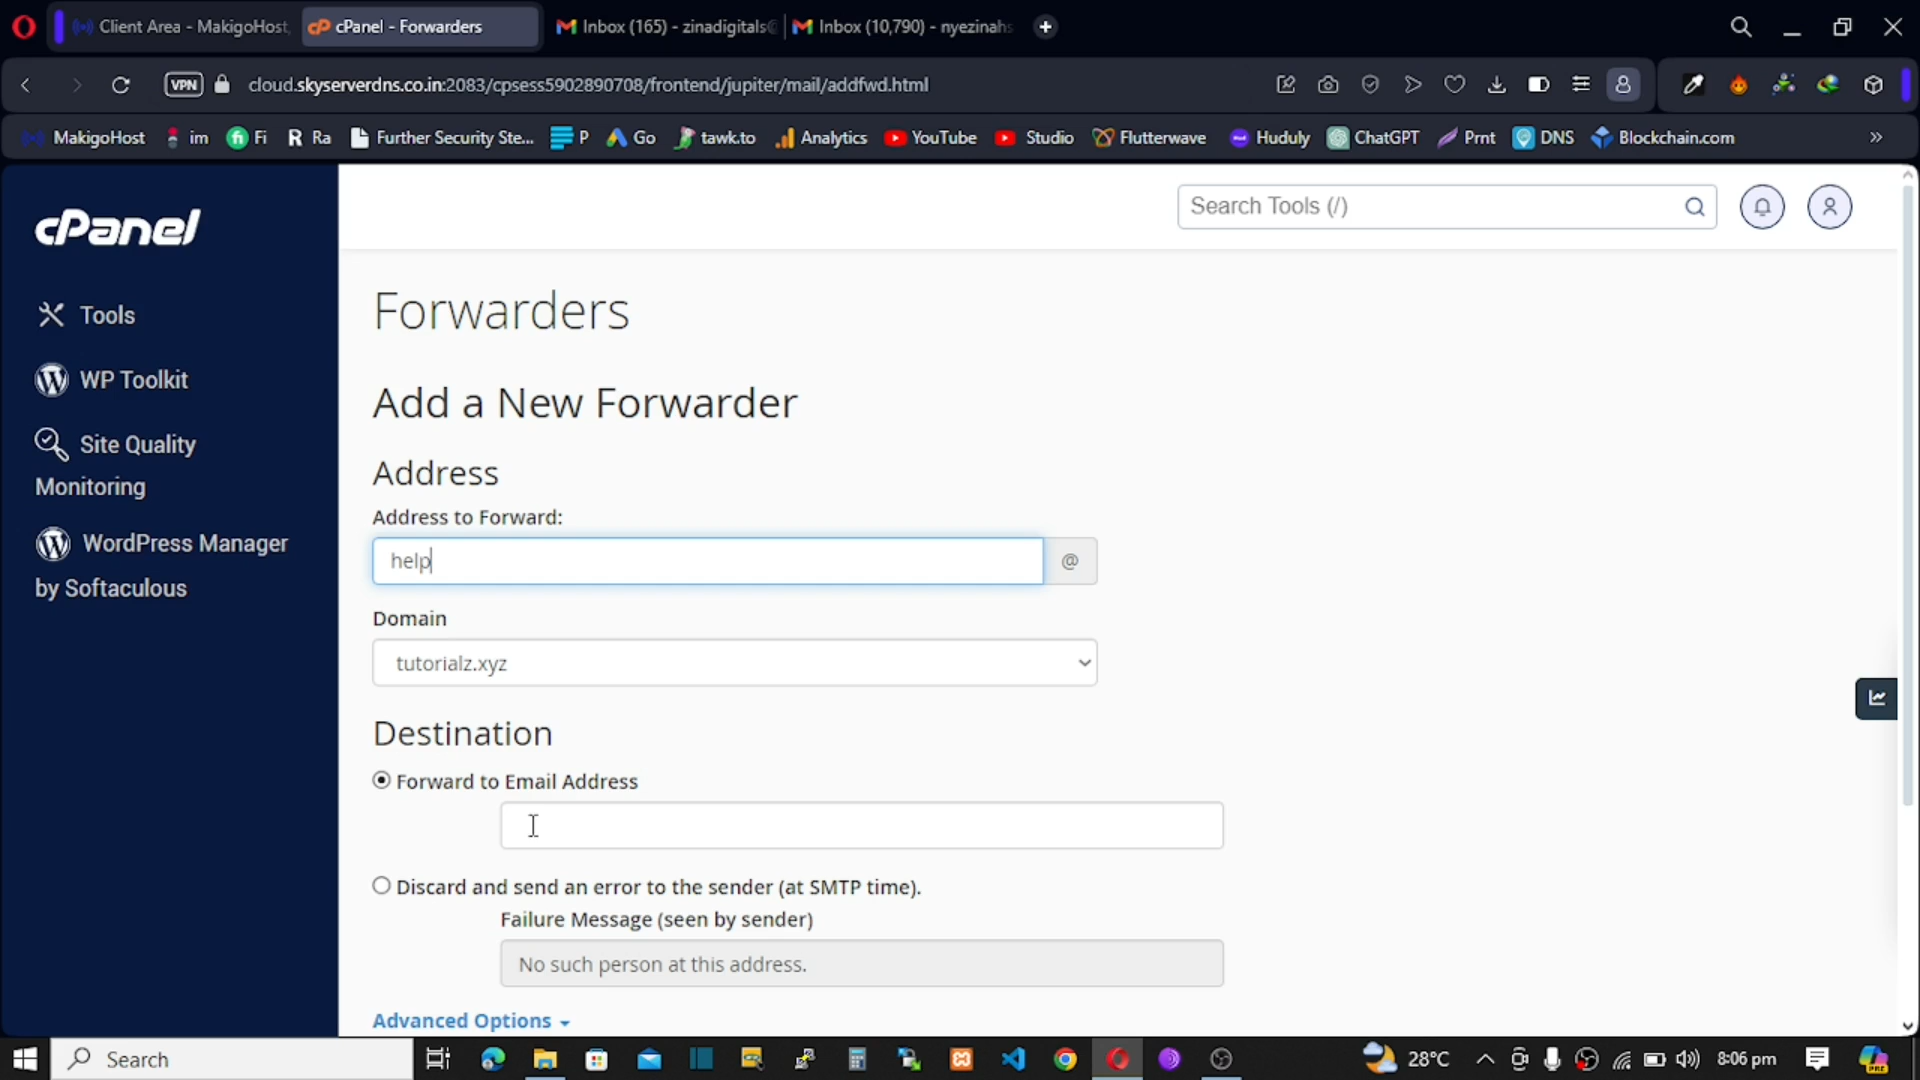 Client Area - MakigoHost,
cPanel - Forwarders
Inbox (165) - zinadigitals@
Inbox (10,790) - nyezinahs
VPN
cloud.skyserverdns.co.in:2083/cpsess5902890708/frontend/jupiter/mail/addfwd.html
MakigoHost
im
Fi
Ra
Further Security Ste...
P
Go
tawk.to
Analytics
YouTube
Studio
Flutterwave
Huduly
ChatGPT
Prnt
DNS
Blockchain.com
»
cPanel
Search Tools (/)
Tools
WP Toolkit
Site Quality
Monitoring
WordPress Manager
by Softaculous
Forwarders
Add a New Forwarder
Address
Address to Forward:
help
@
Domain
tutorialz.xyz
Destination
Forward to Email Address
Discard and send an error to the sender (at SMTP time).
Failure Message (seen by sender)
No such person at this address.
Advanced Options
Search
28°C
8:06 pm
PRE